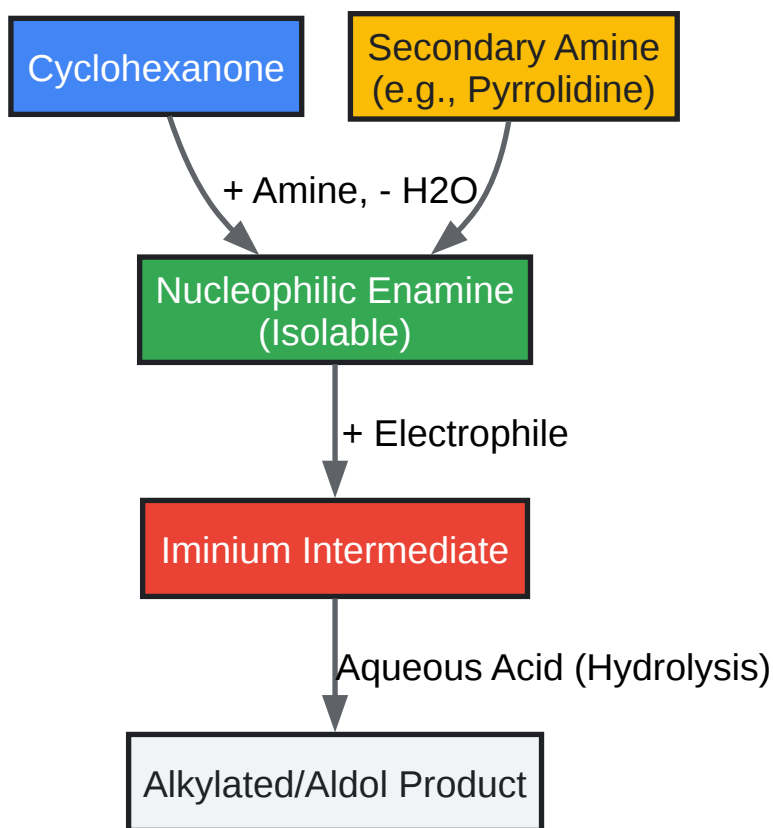 Cyclohexanone
Secondary Amine
(e.g., Pyrrolidine)
+ Amine, - H2O
Nucleophilic Enamine
(Isolable)
+ Electrophile
Iminium Intermediate
Aqueous Acid (Hydrolysis)
Alkylated/Aldol Product